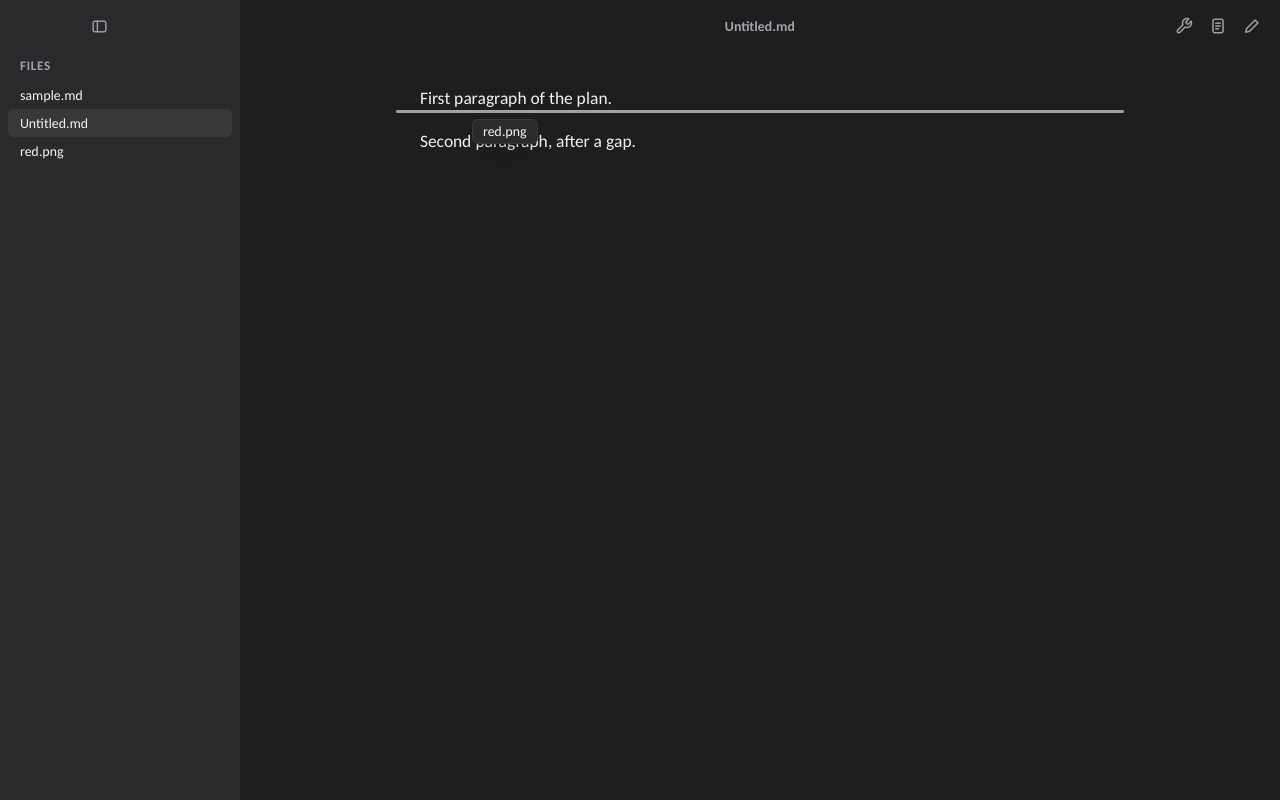 Untitled.md
FILES
sample.md
Untitled.md
red.png
First paragraph of the plan.
red.png
Second paragraph, after a gap.